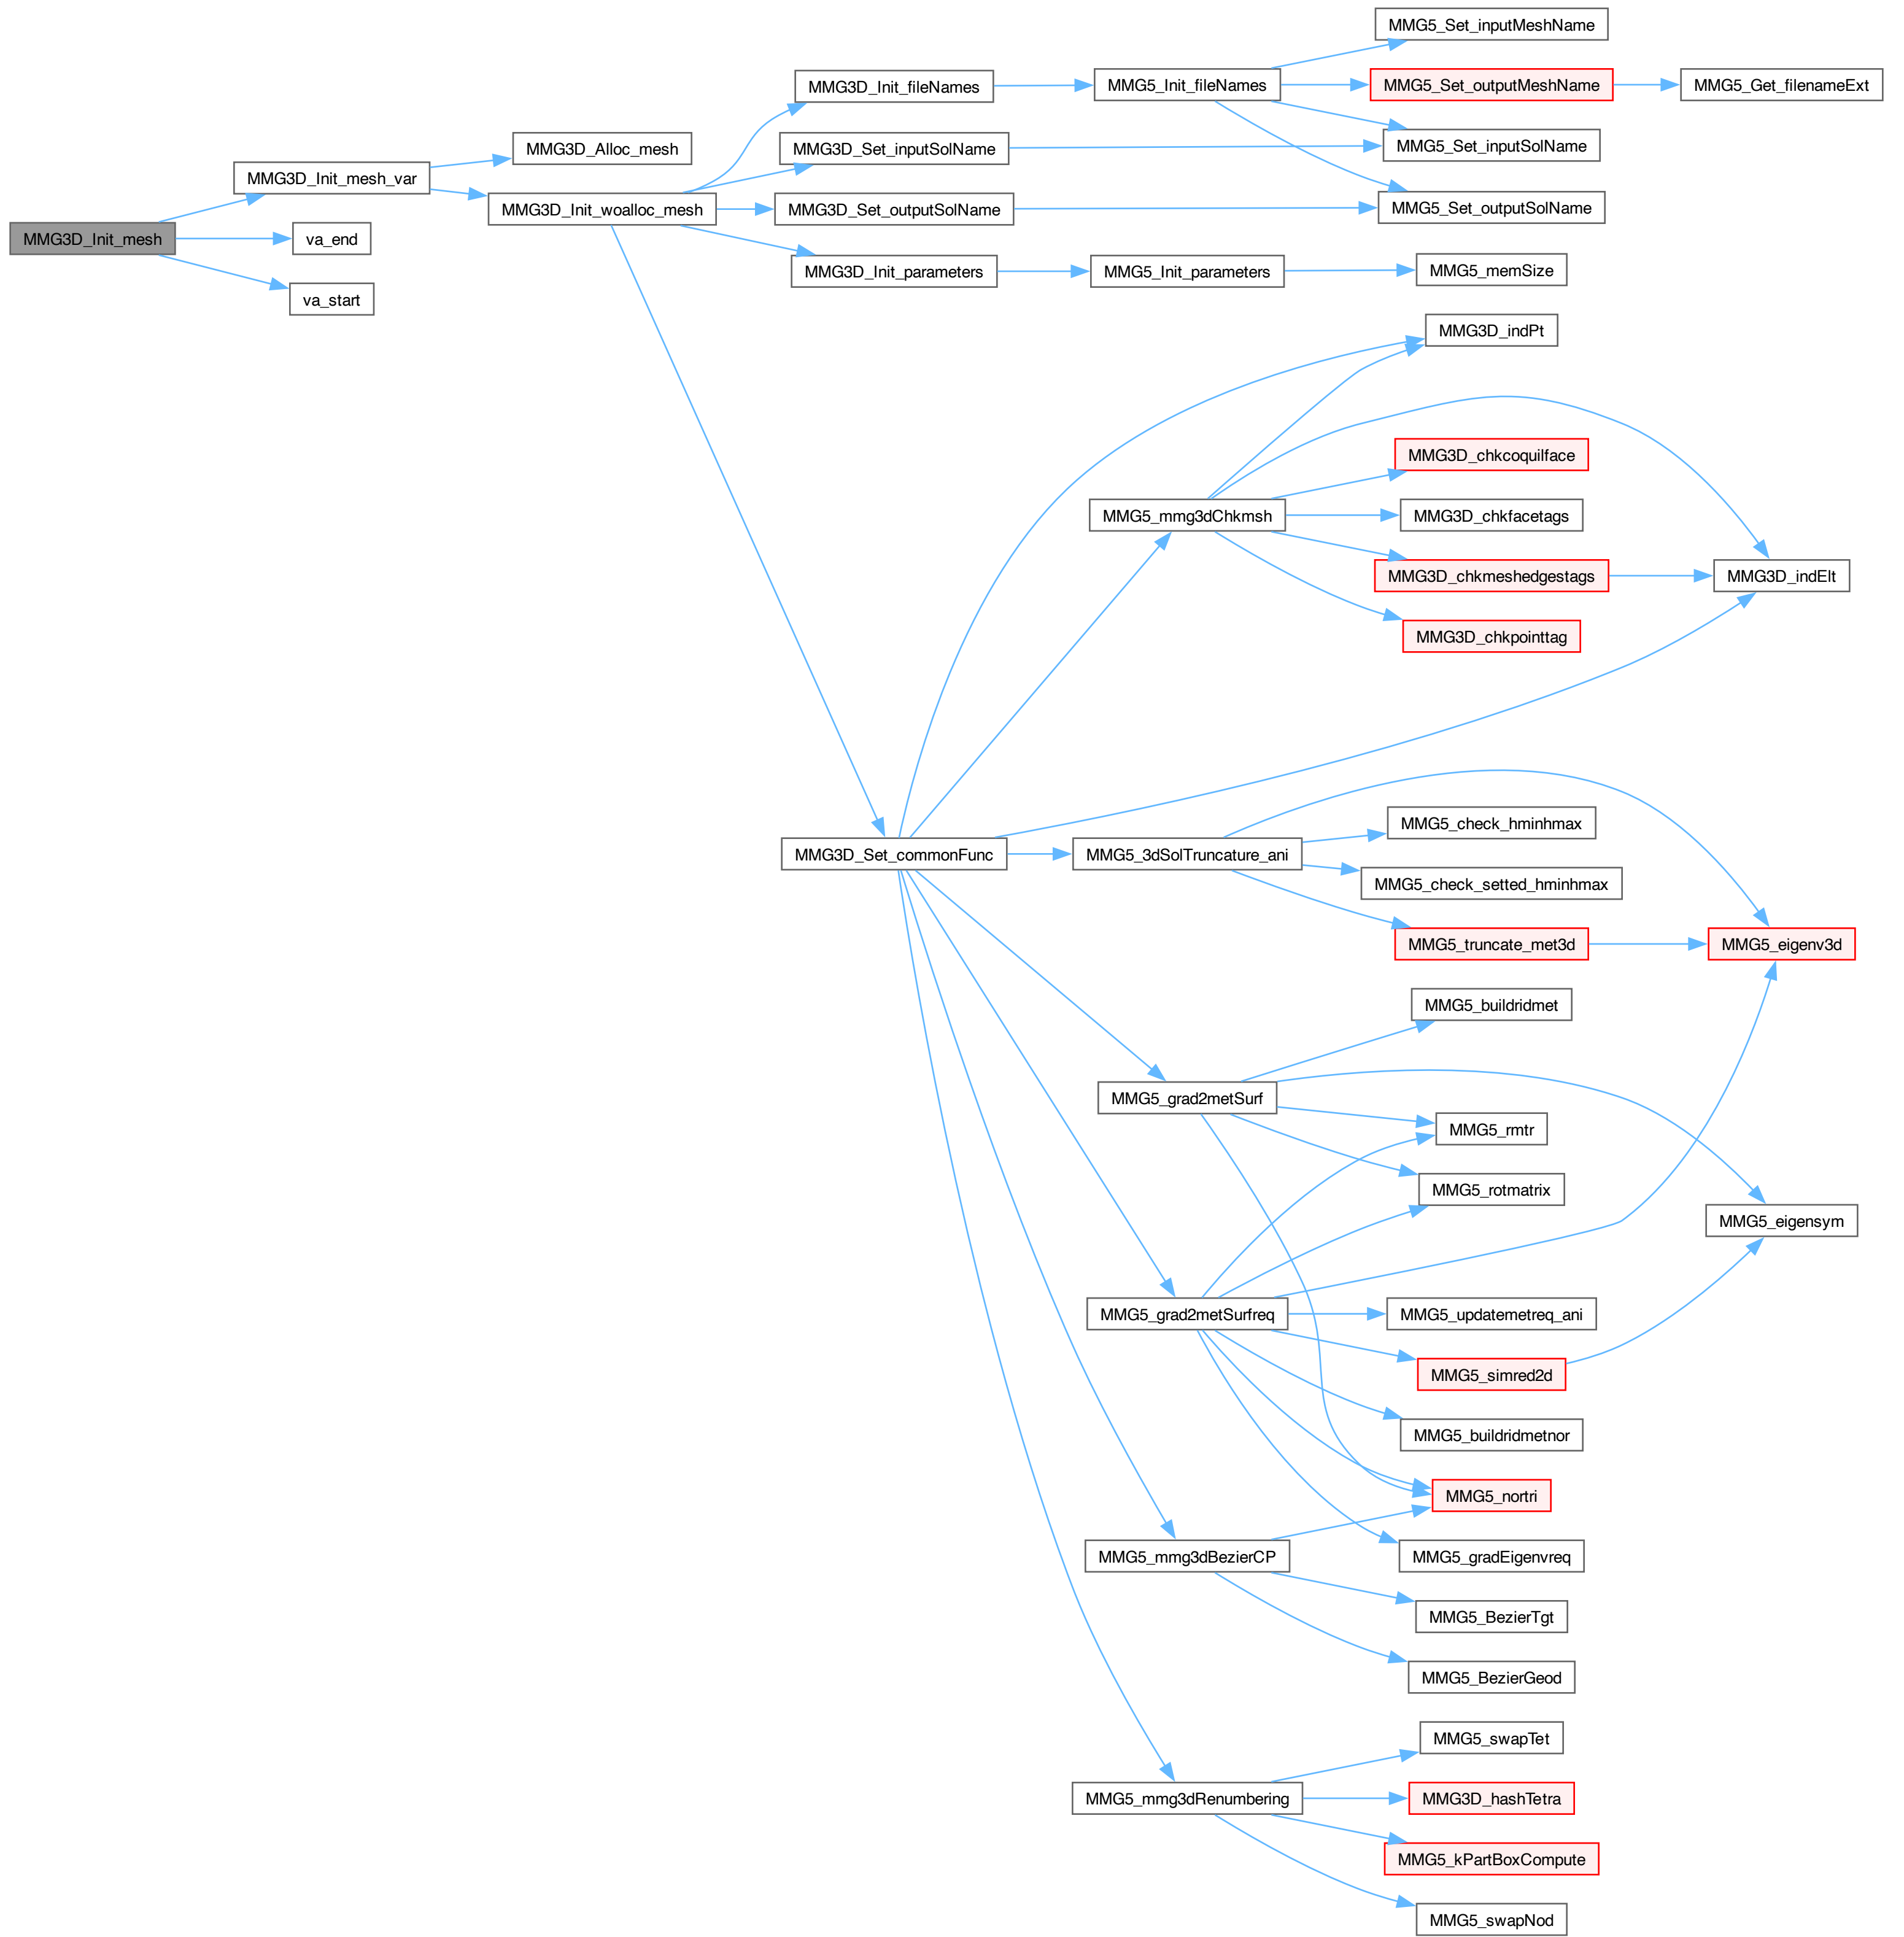 MMG3D_Init_mesh
MMG3D_Init_mesh_var
va_end
va_start
MMG3D_Alloc_mesh
MMG3D_Init_woalloc_mesh
MMG3D_Init_fileNames
MMG3D_Set_inputSolName
MMG3D_Set_outputSolName
MMG3D_Init_parameters
MMG3D_Set_commonFunc
MMG5_Init_fileNames
MMG5_Init_parameters
MMG5_mmg3dChkmsh
MMG5_3dSolTruncature_ani
MMG5_grad2metSurf
MMG5_grad2metSurfreq
MMG5_mmg3dBezierCP
MMG5_mmg3dRenumbering
MMG5_Set_inputMeshName
MMG5_Set_outputMeshName
MMG5_Set_inputSolName
MMG5_Set_outputSolName
MMG5_memSize
MMG3D_indPt
MMG3D_chkcoquilface
MMG3D_chkfacetags
MMG3D_chkmeshedgestags
MMG3D_chkpointtag
MMG5_check_hminhmax
MMG5_check_setted_hminhmax
MMG5_truncate_met3d
MMG5_buildridmet
MMG5_rmtr
MMG5_rotmatrix
MMG5_updatemetreq_ani
MMG5_simred2d
MMG5_buildridmetnor
MMG5_nortri
MMG5_gradEigenvreq
MMG5_BezierTgt
MMG5_BezierGeod
MMG5_swapTet
MMG3D_hashTetra
MMG5_kPartBoxCompute
MMG5_swapNod
MMG5_Get_filenameExt
MMG3D_indElt
MMG5_eigenv3d
MMG5_eigensym